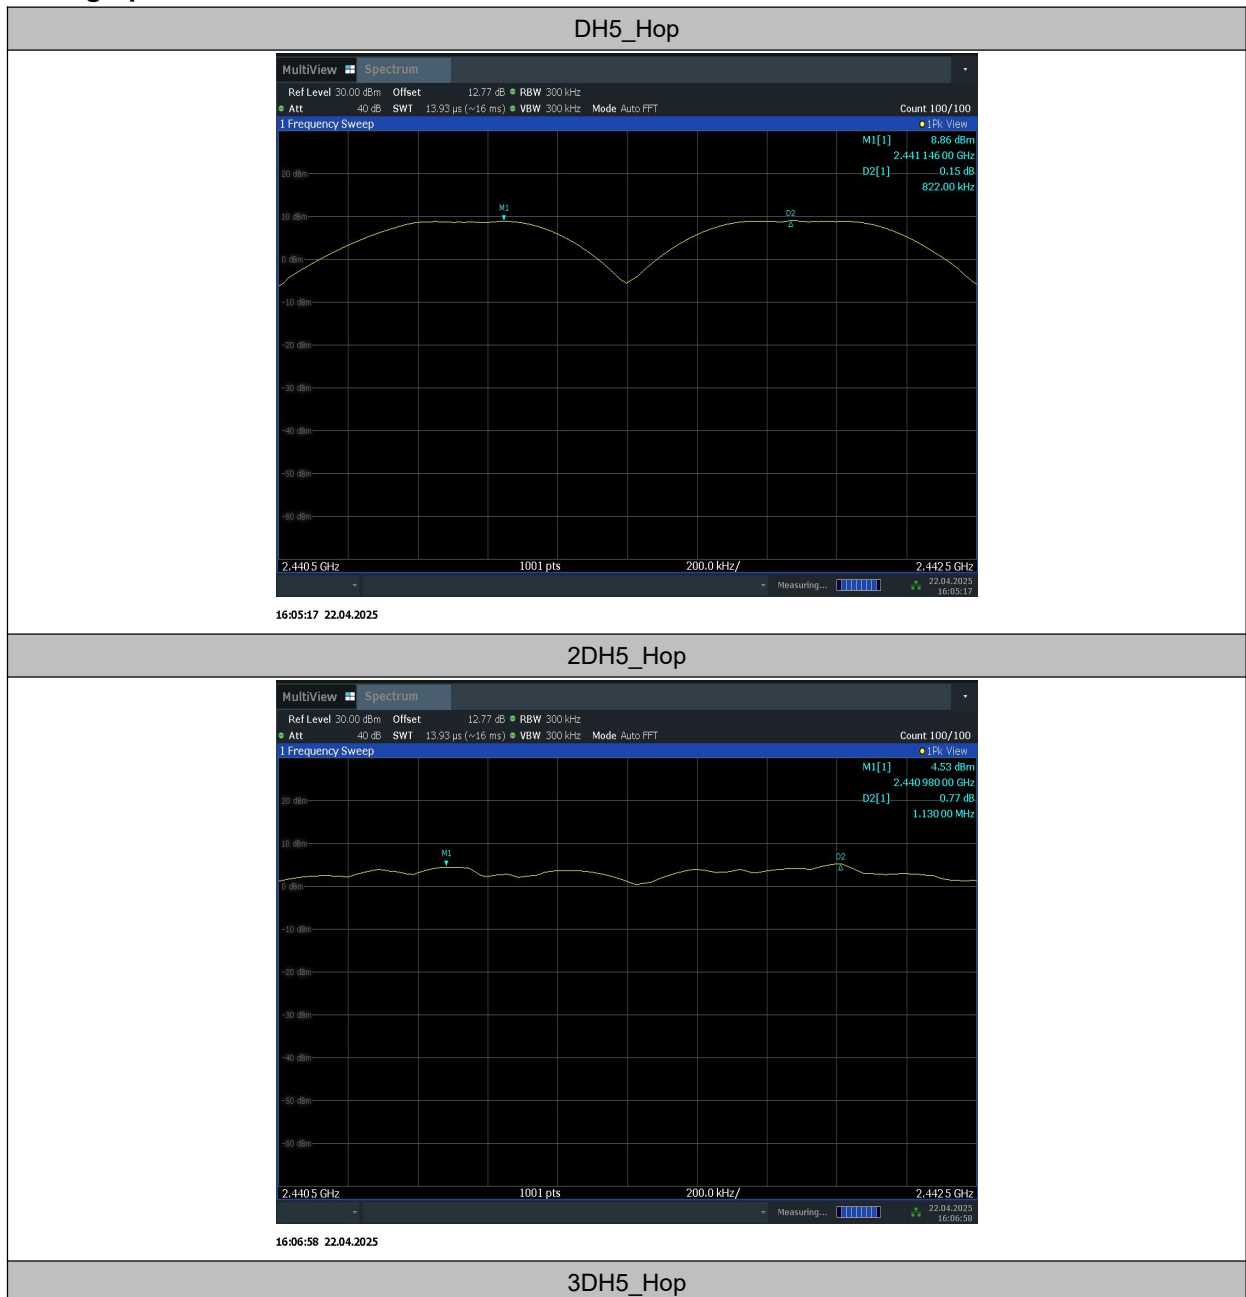 DH5_Hop
MultiView Spectrum
Ref Level 30.00 dBm Offset 12.77 dB RBW 300 kHz
Att 40 dB SWT 13.93 µs (~16 ms) VBW 300 kHz Mode Auto FFT Count 100/100
1 Frequency Sweep 1Pk View
M1[1] 8.86 dBm
2.441 146 00 GHz
20 dBm D2[1] 0.15 dB
822.00 kHz
M1
D2
10 dBm
0 dBm
-10 dBm
-20 dBm
-30 dBm
-40 dBm
-50 dBm
-60 dBm
2.440 5 GHz 1001 pts 200.0 kHz/ 2.442 5 GHz
Measuring... 22.04.2025
16:05:17
16:05:17 22.04.2025
2DH5_Hop
MultiView Spectrum
Ref Level 30.00 dBm Offset 12.77 dB RBW 300 kHz
Att 40 dB SWT 13.93 µs (~16 ms) VBW 300 kHz Mode Auto FFT Count 100/100
1 Frequency Sweep 1Pk View
M1[1] 4.53 dBm
2.440 980 00 GHz
20 dBm D2[1] 0.77 dB
1.130 00 MHz
10 dBm
M1
D2
0 dBm
-10 dBm
-20 dBm
-30 dBm
-40 dBm
-50 dBm
-60 dBm
2.440 5 GHz 1001 pts 200.0 kHz/ 2.442 5 GHz
Measuring... 22.04.2025
16:06:58
16:06:58 22.04.2025
3DH5_Hop